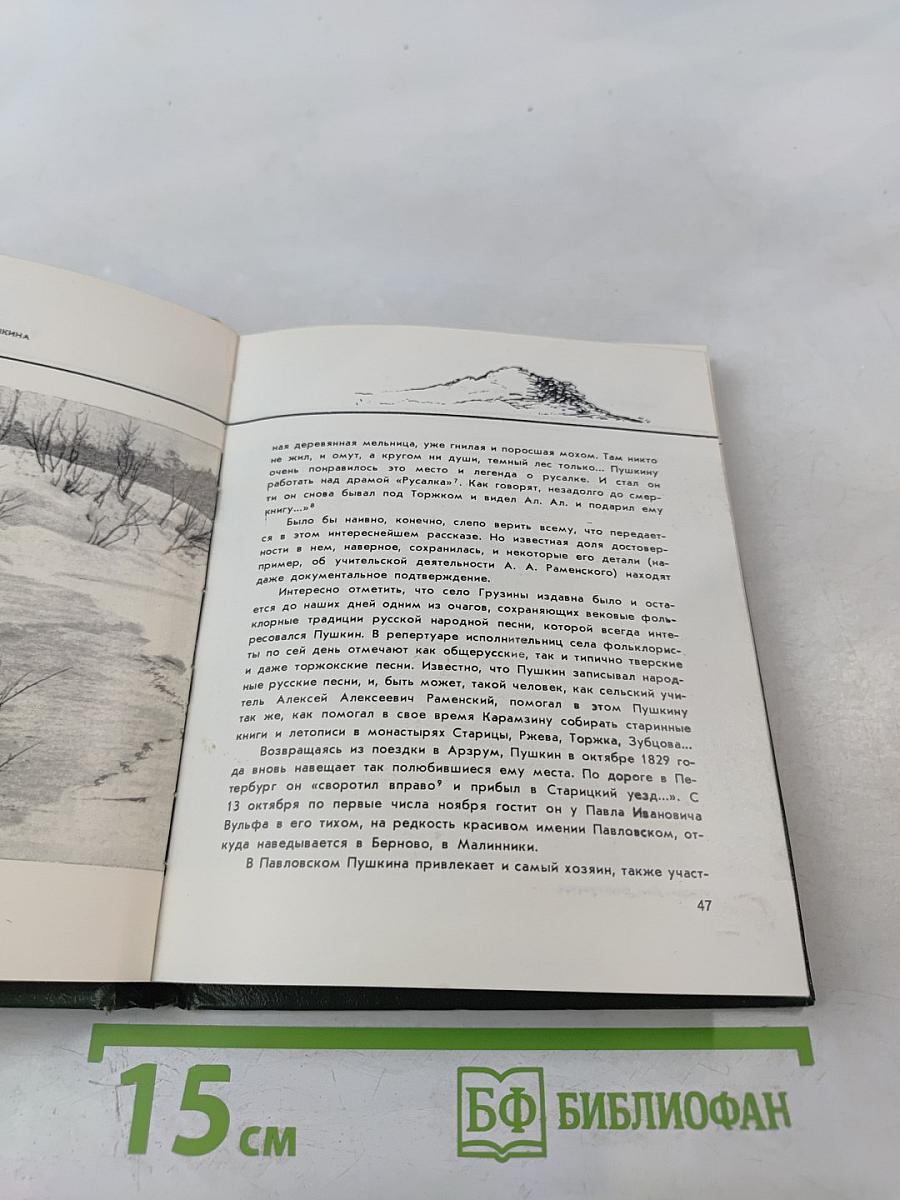 ная деревянная мельница, уже гнилая и поросшая мохом. Там никто
не жил, и омут, а кругом ни души, темный лес только... Пушкину
очень понравилось это место и легенда о русалке. И стал он
работать над драмой «Русалка»⁷. Как говорят, незадолго до смер-
ти он снова бывал под Торжком и видел Ал. Ал. и подарил ему
книгу...»⁸
Было бы наивно, конечно, слепо верить всему, что передает-
ся в этом интереснейшем рассказе. Но известная доля достовер-
ности в нем, наверное, сохранилась, и некоторые его детали (на-
пример, об учительской деятельности А. А. Раменского) находят
даже документальное подтверждение.
Интересно отметить, что село Грузины издавна было и оста-
ется до наших дней одним из очагов, сохраняющих вековые фоль-
клорные традиции русской народной песни, которой всегда инте-
ресовался Пушкин. В репертуаре исполнительниц села фольклорис-
ты по сей день отмечают как общерусские, так и типично тверские
и даже торжокские песни. Известно, что Пушкин записывал народ-
ные русские песни, и, быть может, такой человек, как сельский учи-
тель Алексей Алексеевич Раменский, помогал в этом Пушкину
так же, как помогал в свое время Карамзину собирать старинные
книги и летописи в монастырях Старицы, Ржева, Торжка, Зубцова...
Возвращаясь из поездки в Арзрум, Пушкин в октябре 1829 го-
да вновь навещает так полюбившиеся ему места. По дороге в Пе-
тербург он «своротил вправо⁹ и прибыл в Старицкий уезд...». С
13 октября по первые числа ноября гостит он у Павла Ивановича
Вульфа в его тихом, на редкость красивом имении Павловском, от-
куда наведывается в Берново, в Малинники.
В Павловском Пушкина привлекает и самый хозяин, также участ-
47
15 см
БФ БИБЛИОФАН